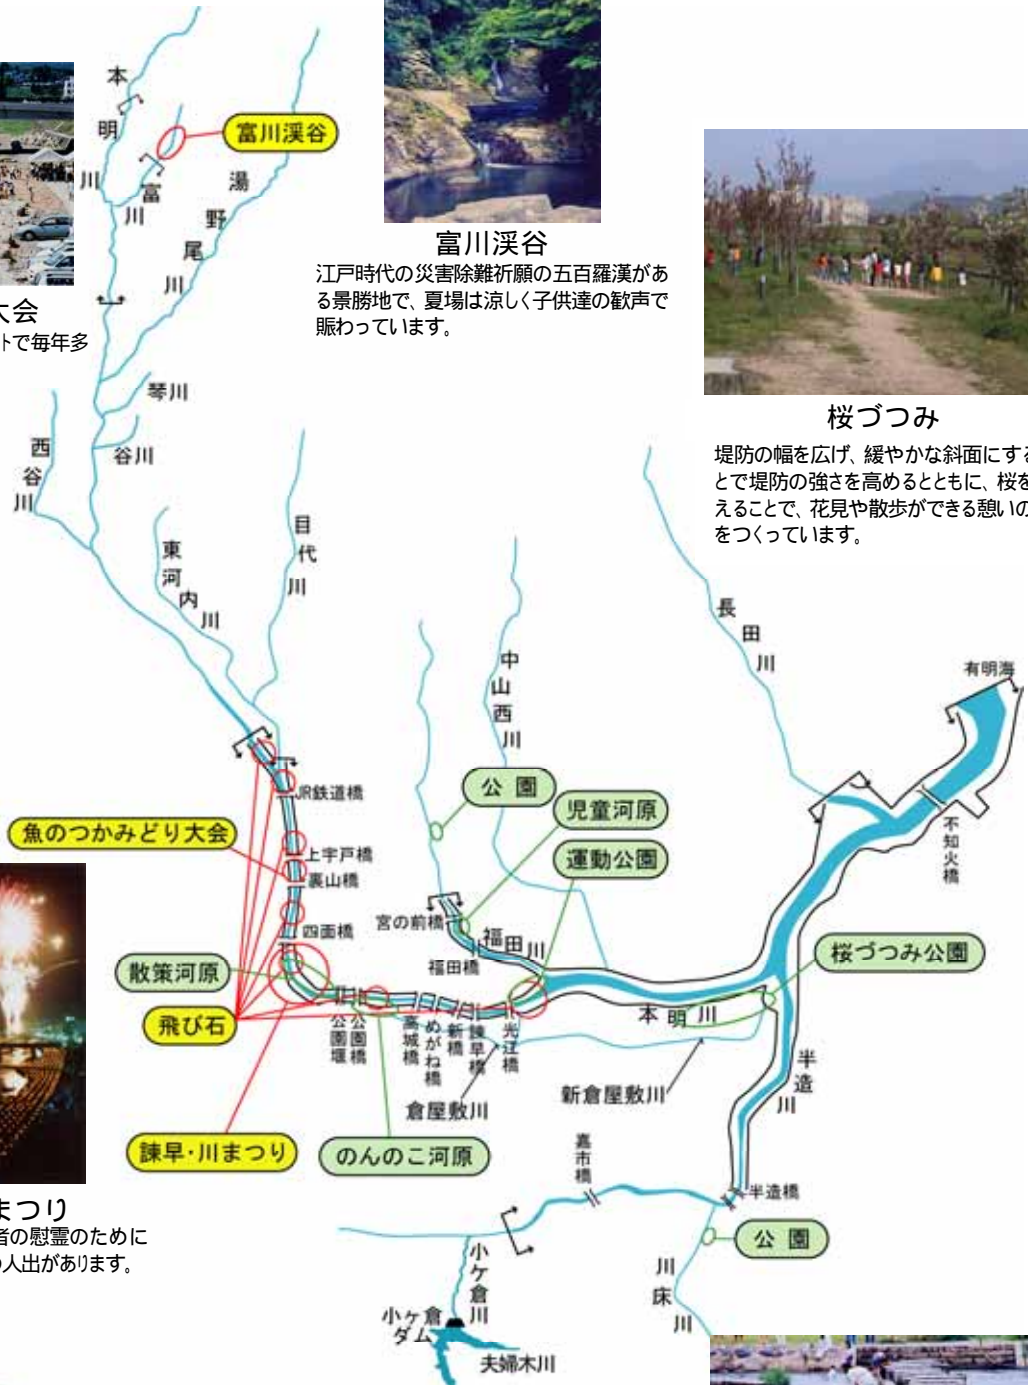 本明川
富川渓谷
富川
湯野尾川
富川渓谷
江戸時代の災害除難祈願の五百羅漢があ
る景勝地で、夏場は涼しく子供達の歓声で
賑わっています。
大会
トで毎年多
琴川
西谷川
谷川
桜づつみ
堤防の幅を広げ、緩やかな斜面にする
とで堤防の強さを高めるとともに、桜を
えることで、花見や散歩ができる憩いの
をつくっています。
東河内川
目代川
長田川
中山西川
有明海
JR鉄道橋
公園
児童河原
魚のつかみどり大会
上宇戸橋
運動公園
不知火橋
裏山橋
宮の前橋
四面橋
福田川
福田橋
散策河原
桜づつみ公園
飛び石
公園堰
公園橋
高城橋
めがね橋
新橋
諫早橋
光江橋
本明川
半造川
倉屋敷川
新倉屋敷川
諫早・川まつり
のんのこ河原
嘉市橋
半造橋
まつり
者の慰霊のために
の人出があります。
公園
小ケ倉川
川床川
小ヶ倉
ダム
夫婦木川